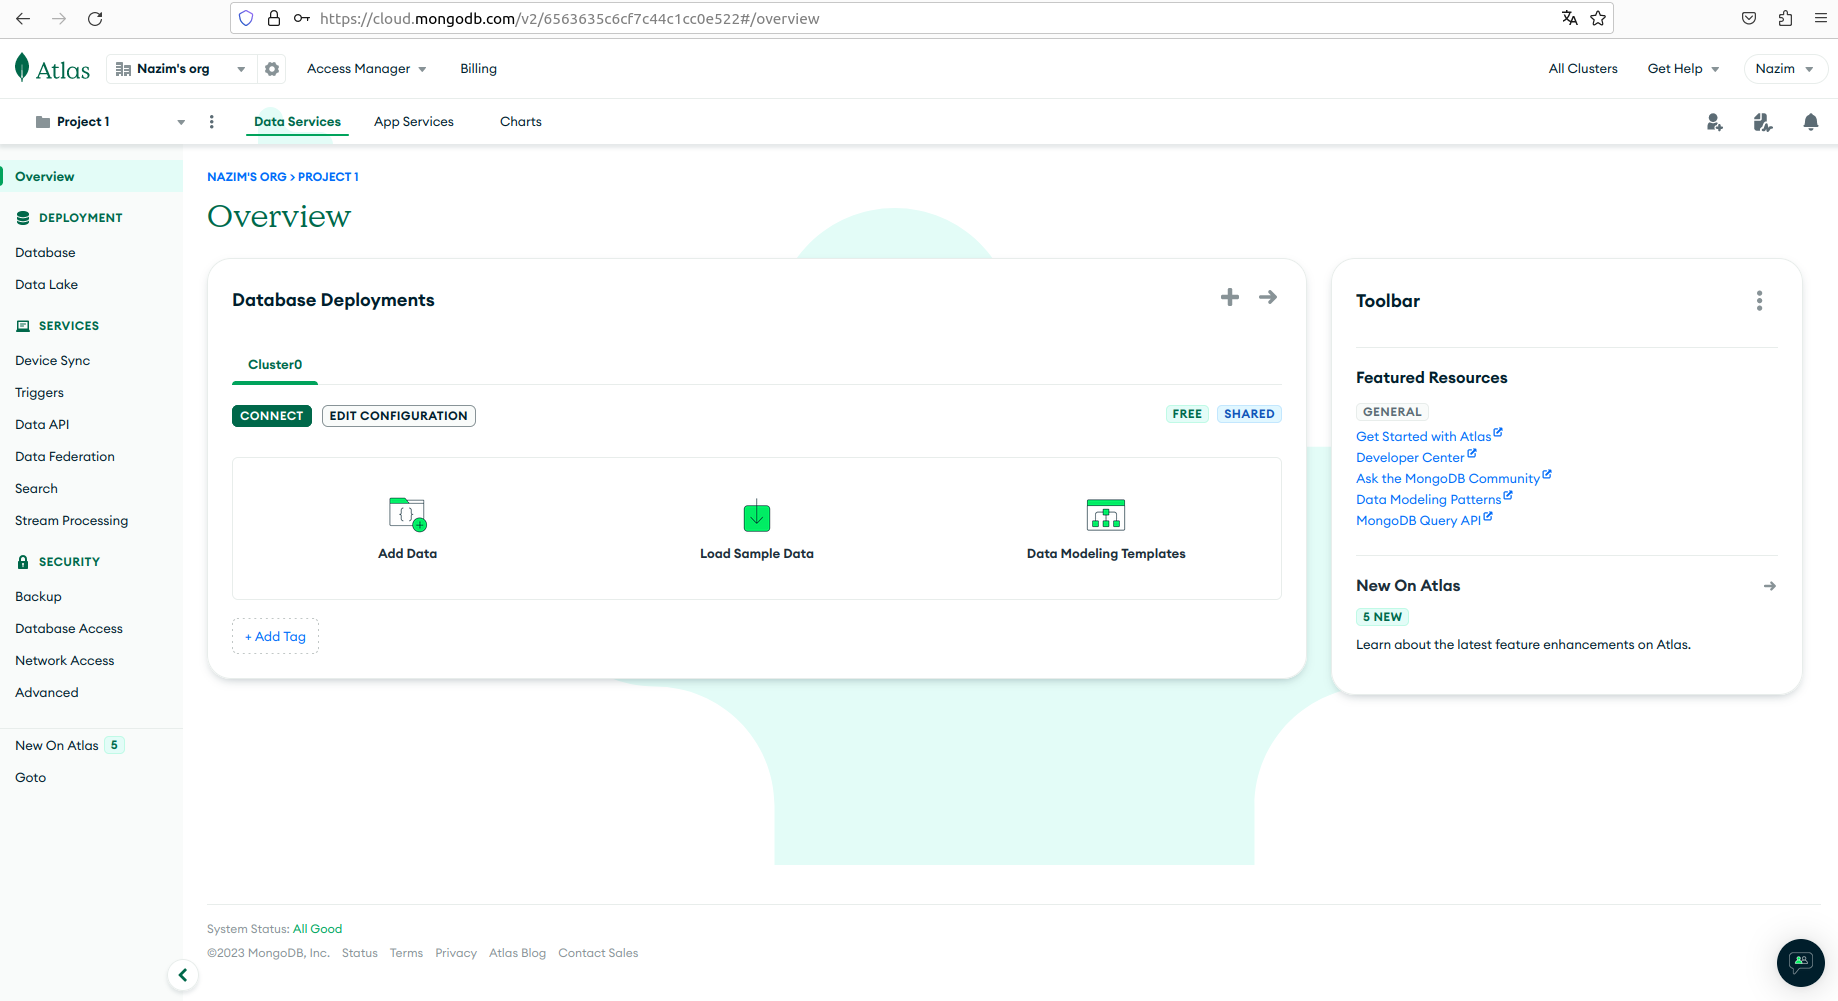 https://cloud.mongodb.com/v2/6563635c6cf7c44c1cc0e522#/overview
Atlas
Nazim's org
Access Manager
Billing
All Clusters
Get Help
Nazim
Project 1
Data Services
App Services
Charts
Overview
DEPLOYMENT
Database
Data Lake
SERVICES
Device Sync
Triggers
Data API
Data Federation
Search
Stream Processing
SECURITY
Backup
Database Access
Network Access
Advanced
New On Atlas 5
Goto
NAZIM'S ORG > PROJECT 1
Overview
Database Deployments
Cluster0
CONNECT
EDIT CONFIGURATION
FREE
SHARED
Add Data
Load Sample Data
Data Modeling Templates
+ Add Tag
Toolbar
Featured Resources
GENERAL
Get Started with Atlas
Developer Center
Ask the MongoDB Community
Data Modeling Patterns
MongoDB Query API
New On Atlas
5 NEW
Learn about the latest feature enhancements on Atlas.
System Status: All Good
©2023 MongoDB, Inc. Status Terms Privacy Atlas Blog Contact Sales